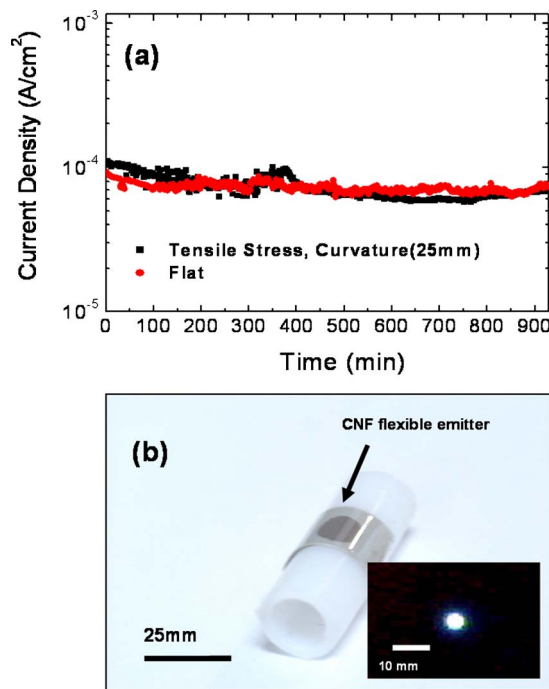 10⁻³
(a)
Current Density (A/cm²)
10⁻⁴
Tensile Stress, Curvature(25mm)
Flat
10⁻⁵
0 100 200 300 400 500 600 700 800 900
Time (min)
CNF flexible emitter
(b)
25mm
10 mm